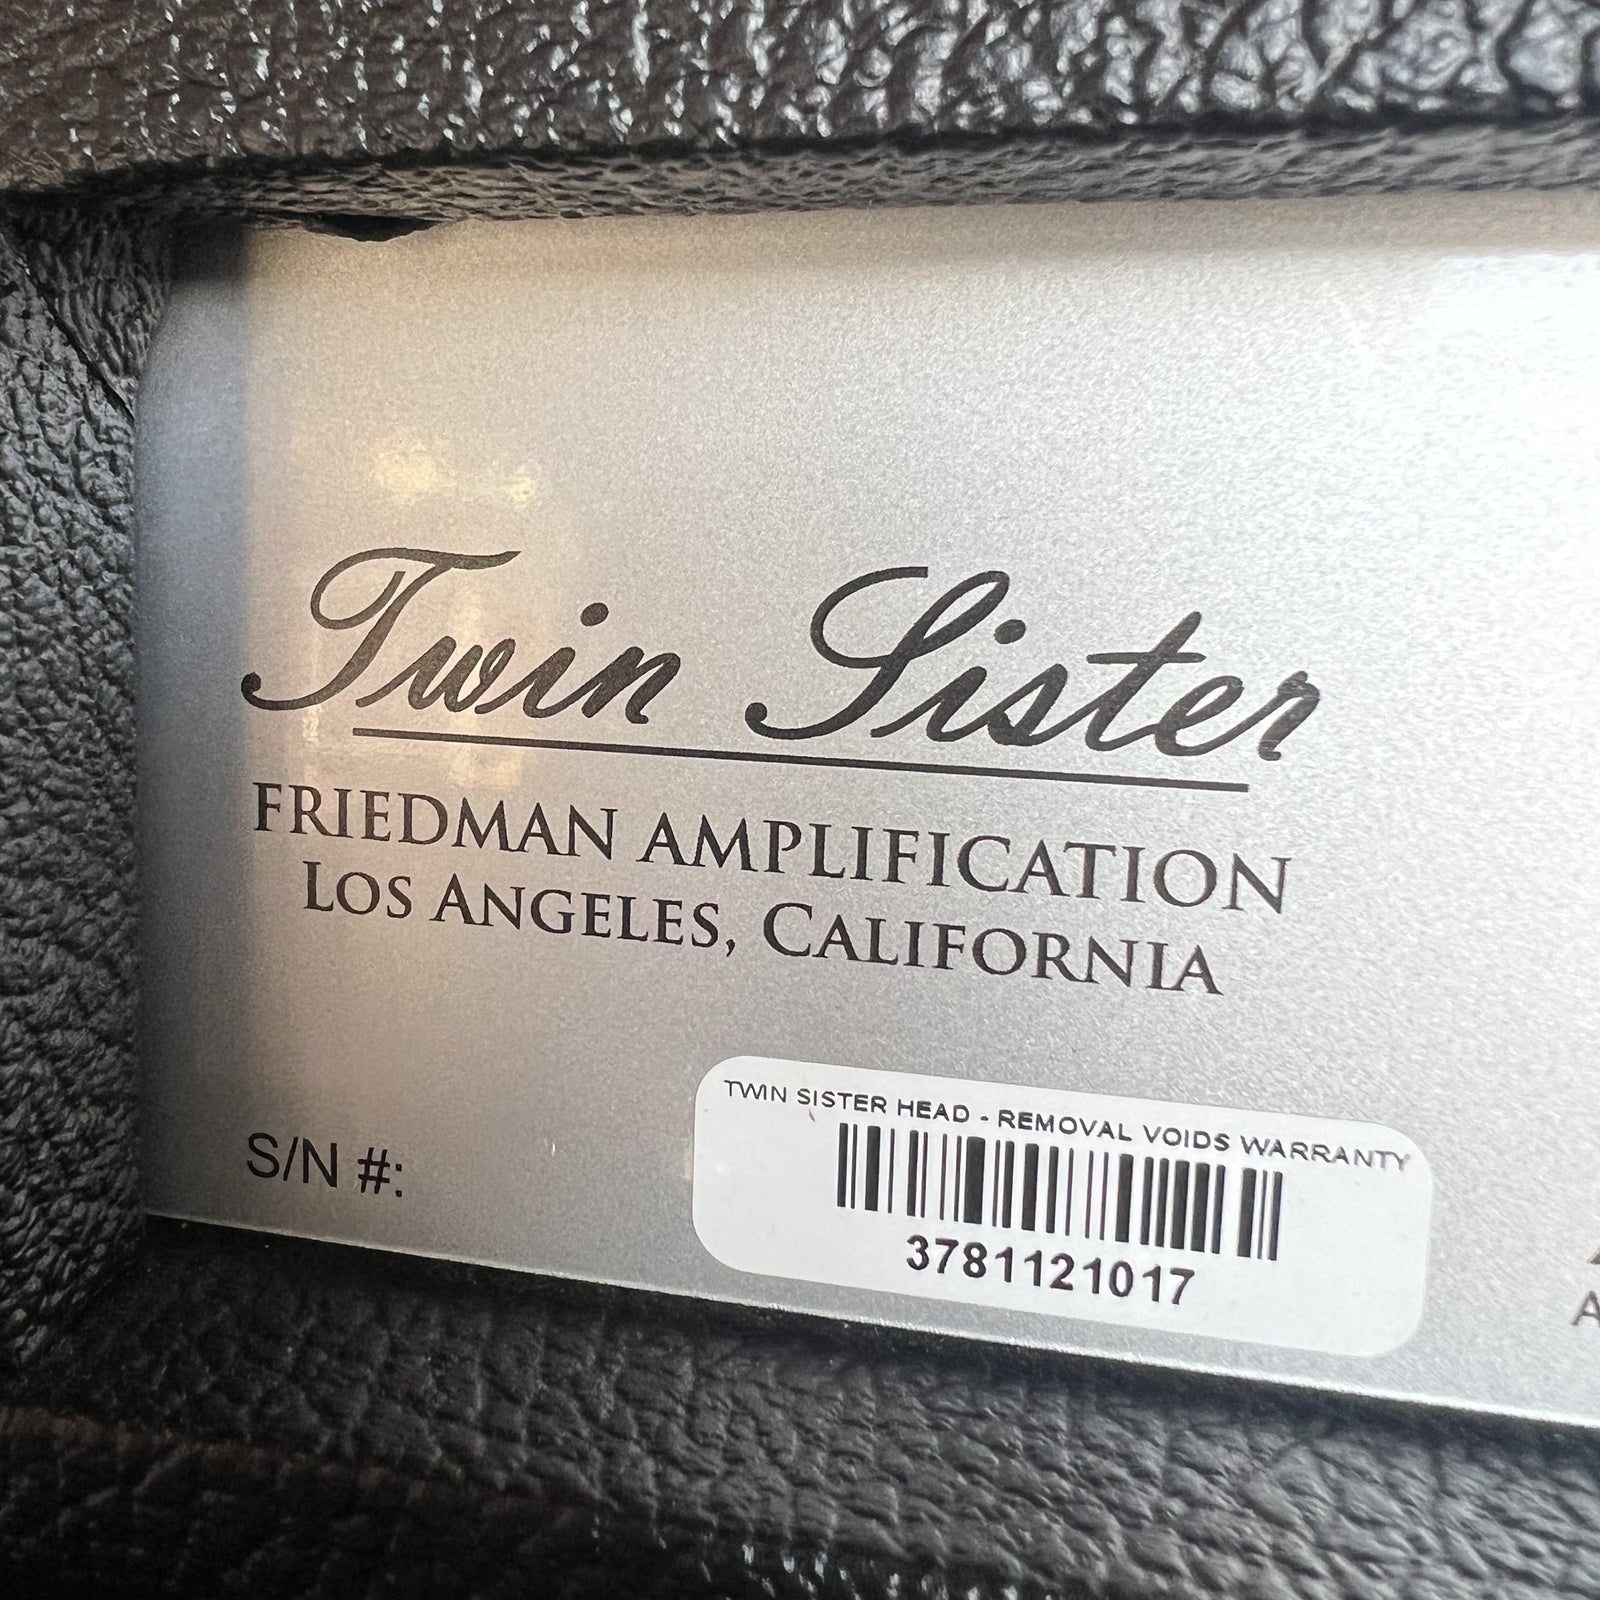 Twin Sister
FRIEDMAN AMPLIFICATION
LOS ANGELES, CALIFORNIA
S/N #:
TWIN SISTER HEAD - REMOVAL VOIDS WARRANTY
3781121017